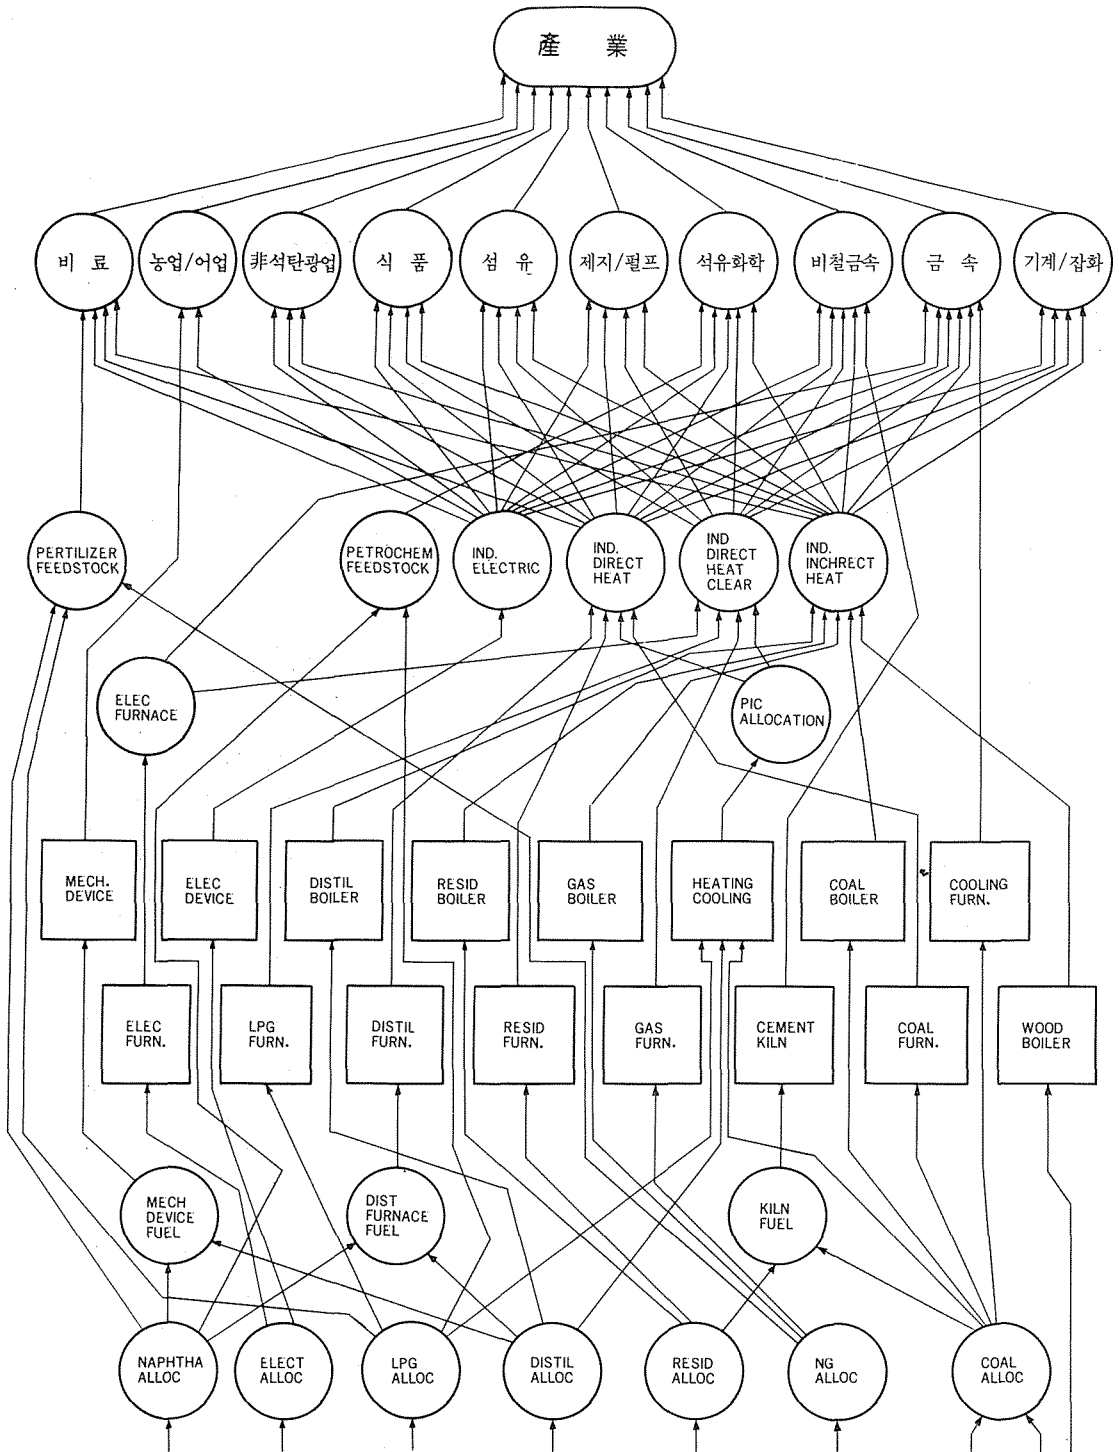 產 業
비 료
농업/어업
非석탄광업
식 품
섬 유
제지/펄프
석유화학
비철금속
금 속
기계/잡화
PERTILIZER
FEEDSTOCK
PETROCHEM
FEEDSTOCK
IND.
ELECTRIC
IND.
DIRECT
HEAT
IND
DIRECT
HEAT
CLEAR
IND.
INCHRECT
HEAT
ELEC
FURNACE
PIC
ALLOCATION
MECH.
DEVICE
ELEC
DEVICE
DISTIL
BOILER
RESID
BOILER
GAS
BOILER
HEATING
COOLING
COAL
BOILER
COOLING
FURN.
ELEC
FURN.
LPG
FURN.
DISTIL
FURN.
RESID
FURN.
GAS
FURN.
CEMENT
KILN
COAL
FURN.
WOOD
BOILER
MECH
DEVICE
FUEL
DIST
FURNACE
FUEL
KILN
FUEL
NAPHTHA
ALLOC
ELECT
ALLOC
LPG
ALLOC
DISTIL
ALLOC
RESID
ALLOC
NG
ALLOC
COAL
ALLOC